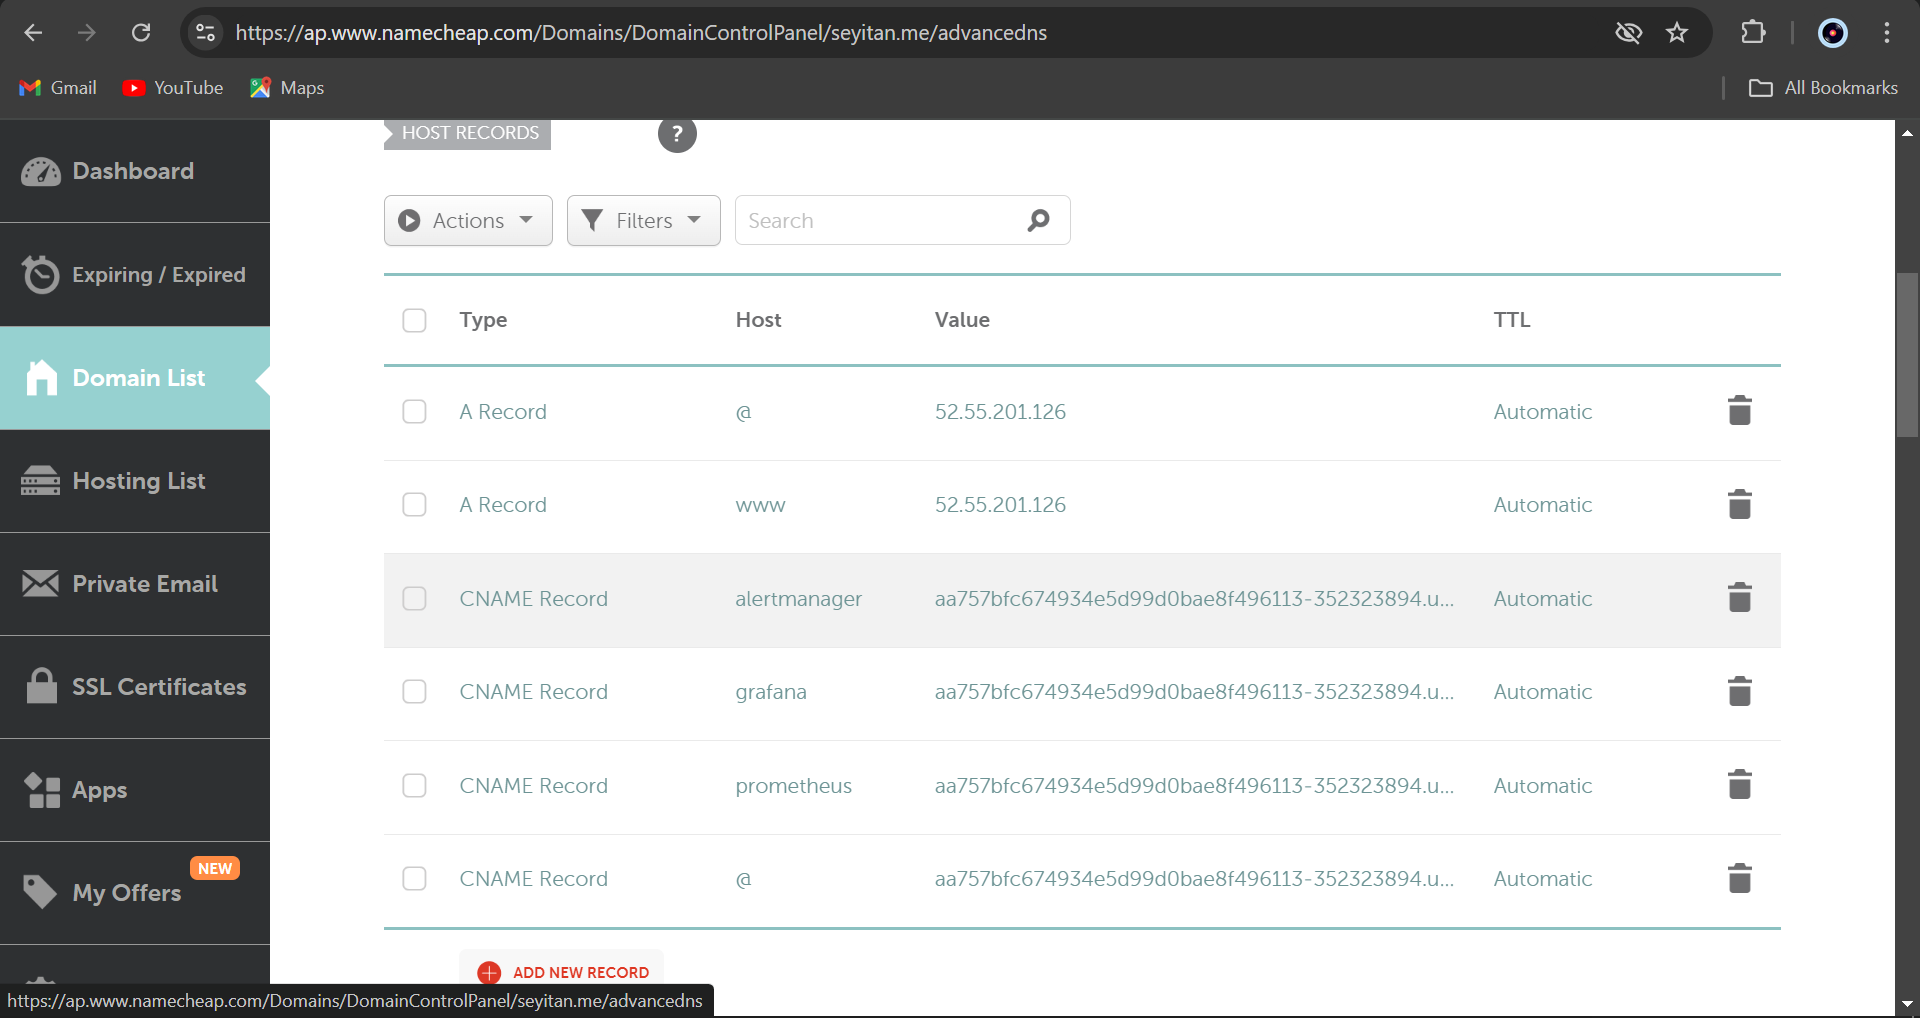 https://ap.www.namecheap.com/Domains/DomainControlPanel/seyitan.me/advancedns
Gmail
YouTube
Maps
All Bookmarks
Dashboard
Expiring / Expired
Domain List
Hosting List
Private Email
SSL Certificates
Apps
NEW
My Offers
HOST RECORDS
?
Actions
Filters
Search
Type Host Value TTL
A Record @ 52.55.201.126 Automatic
A Record www 52.55.201.126 Automatic
CNAME Record alertmanager aa757bfc674934e5d99d0bae8f496113-352323894.u... Automatic
CNAME Record grafana aa757bfc674934e5d99d0bae8f496113-352323894.u... Automatic
CNAME Record prometheus aa757bfc674934e5d99d0bae8f496113-352323894.u... Automatic
CNAME Record @ aa757bfc674934e5d99d0bae8f496113-352323894.u... Automatic
ADD NEW RECORD
https://ap.www.namecheap.com/Domains/DomainControlPanel/seyitan.me/advancedns